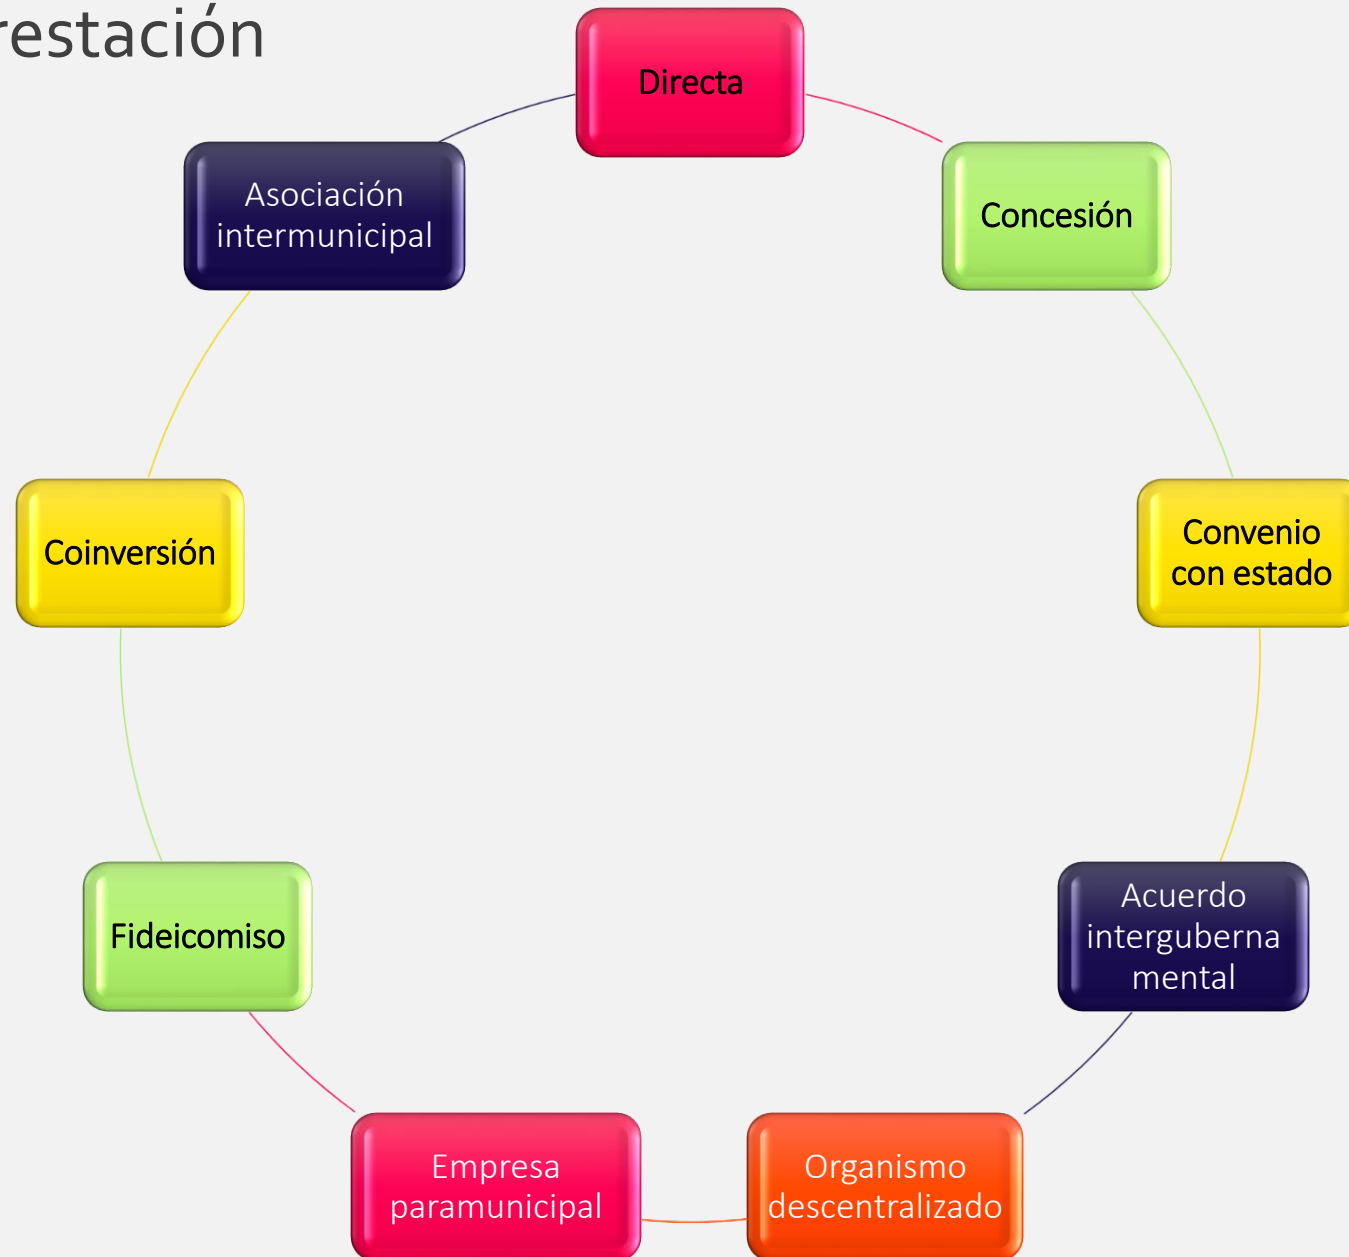 restación
Directa
Concesión
Convenio
con estado
Acuerdo
interguberna
mental
Organismo
descentralizado
Empresa
paramunicipal
Fideicomiso
Coinversión
Asociación
intermunicipal